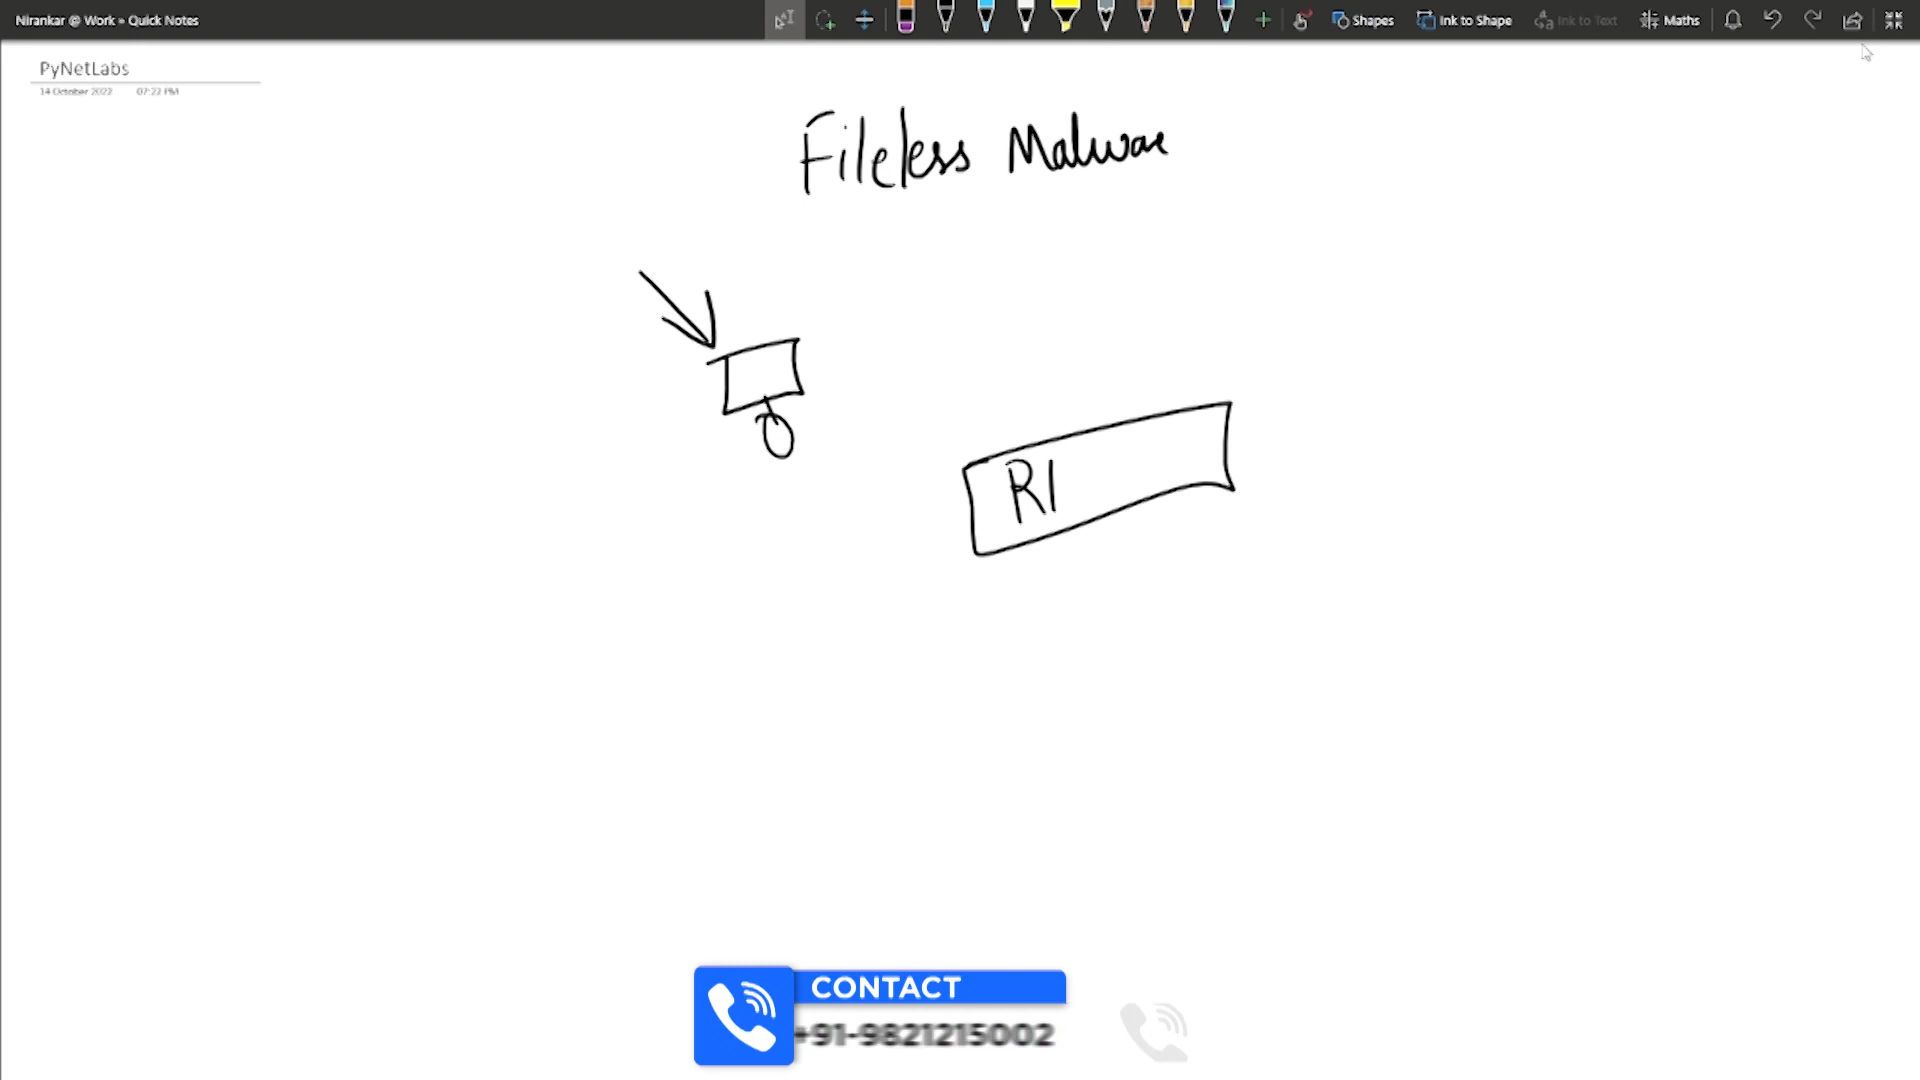 Nirankar @ Work » Quick Notes
Shapes
Ink to Shape
Ink to Text
Maths
PyNetLabs
14 October 2022 07:22 PM
Fileless Malware
RI
CONTACT
+91-9821215002